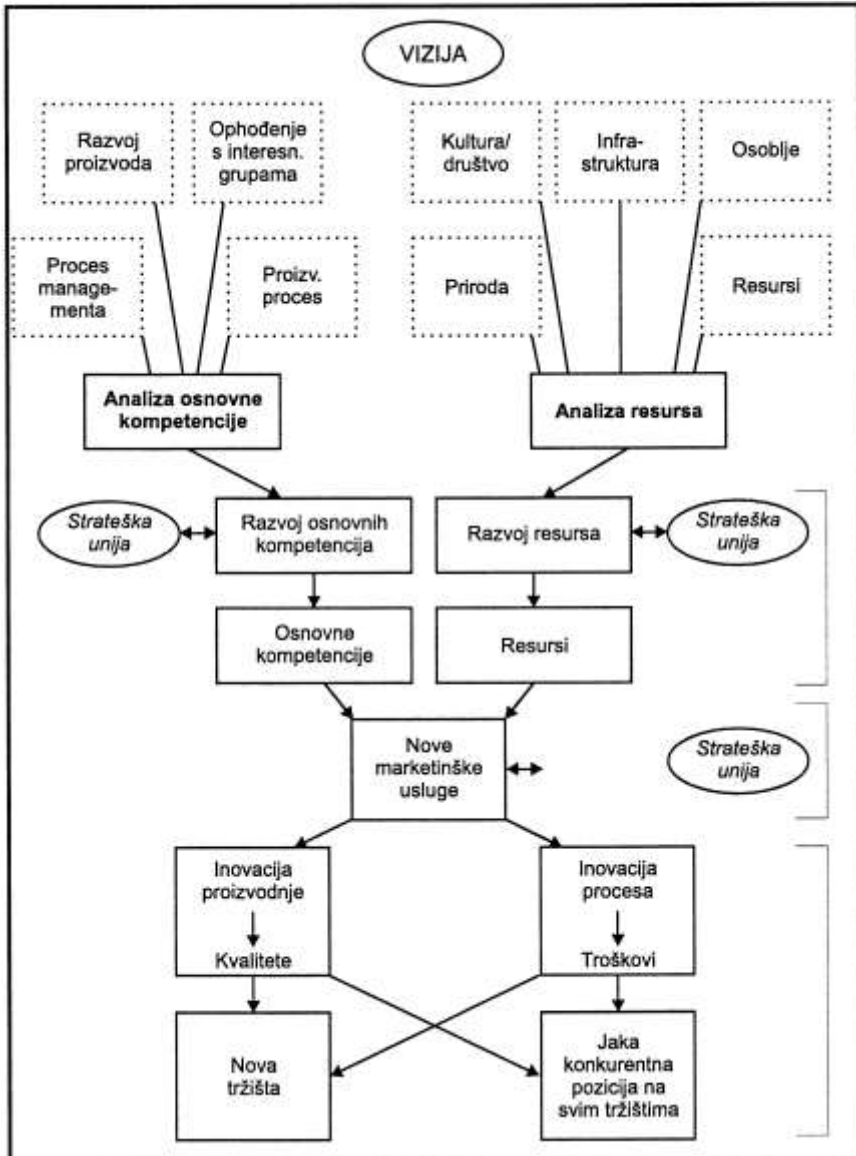 VIZIJA
Razvoj
proizvoda
Ophođenje
s interesn.
grupama
Kultura/
društvo
Infra-
struktura
Osoblje
Proces
manage-
menta
Proizv.
proces
Priroda
Resursi
Analiza osnovne
kompetencije
Analiza resursa
Strateška
unija
Razvoj osnovnih
kompetencija
Razvoj resursa
Strateška
unija
Osnovne
kompetencije
Resursi
Nove
marketinške
usluge
Strateška
unija
Inovacija
proizvodnje
Kvalitete
Inovacija
procesa
Troškovi
Nova
tržišta
Jaka
konkurentna
pozicija na
svim tržištima